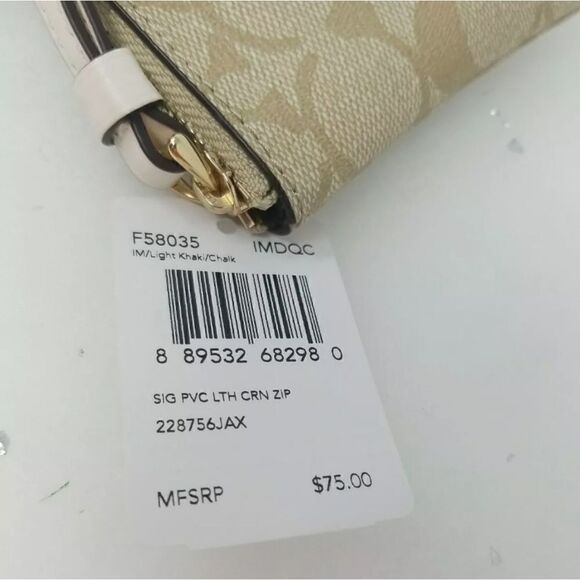 F58035 IMDQC
IM/Light Khaki/Chalk
8 89532 68298 0
SIG PVC LTH CRN ZIP
228756JAX
MFSRP $75.00